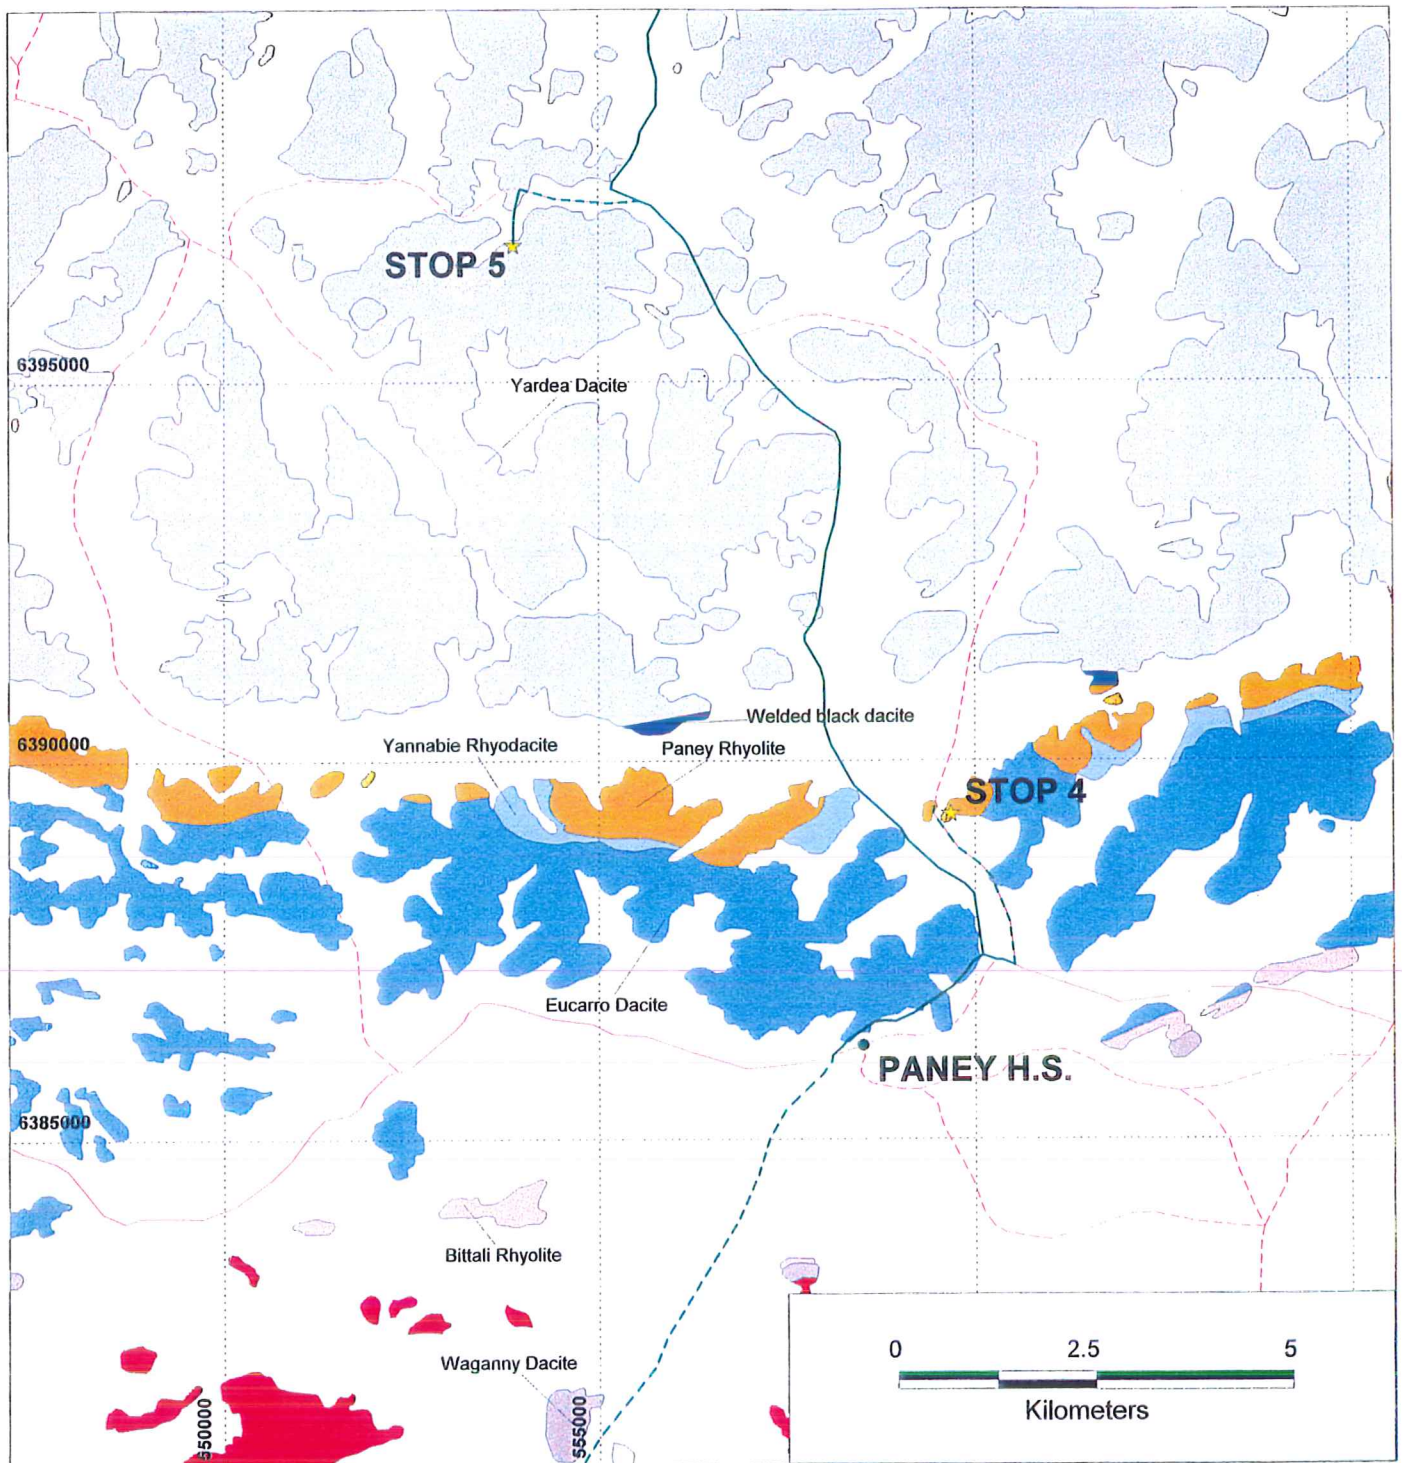 STOP 5
6395000
Yardea Dacite
Welded black dacite
6390000
Yannabie Rhyodacite
Paney Rhyolite
STOP 4
Eucarro Dacite
PANEY H.S.
6385000
Bittali Rhyolite
Waganny Dacite
550000
555000
0 2.5 5
Kilometers